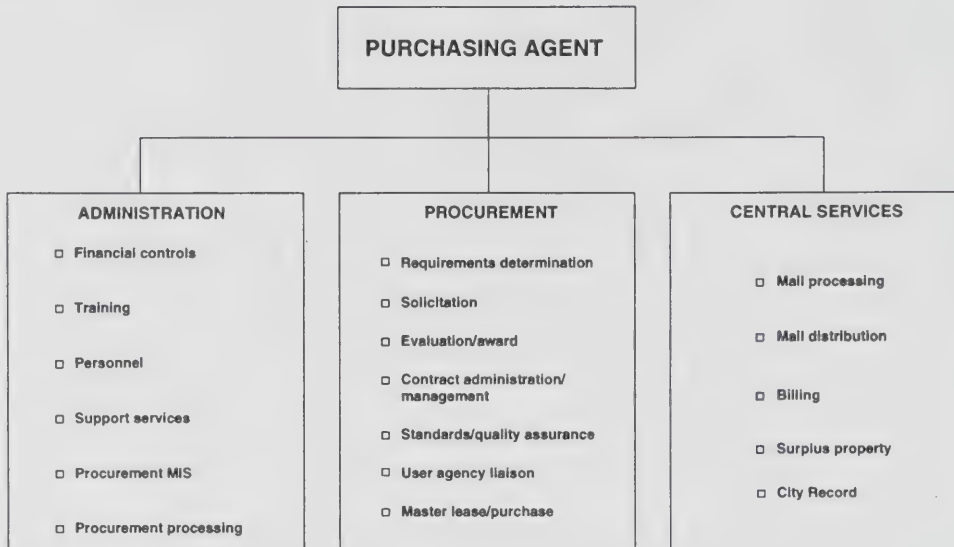 PURCHASING AGENT
ADMINISTRATION
□ Financial controls
□ Training
□ Personnel
□ Support services
□ Procurement MIS
□ Procurement processing
PROCUREMENT
□ Requirements determination
□ Solicitation
□ Evaluation/award
□ Contract administration/
management
□ Standards/quality assurance
□ User agency liaison
□ Master lease/purchase
CENTRAL SERVICES
□ Mail processing
□ Mail distribution
□ Billing
□ Surplus property
□ City Record